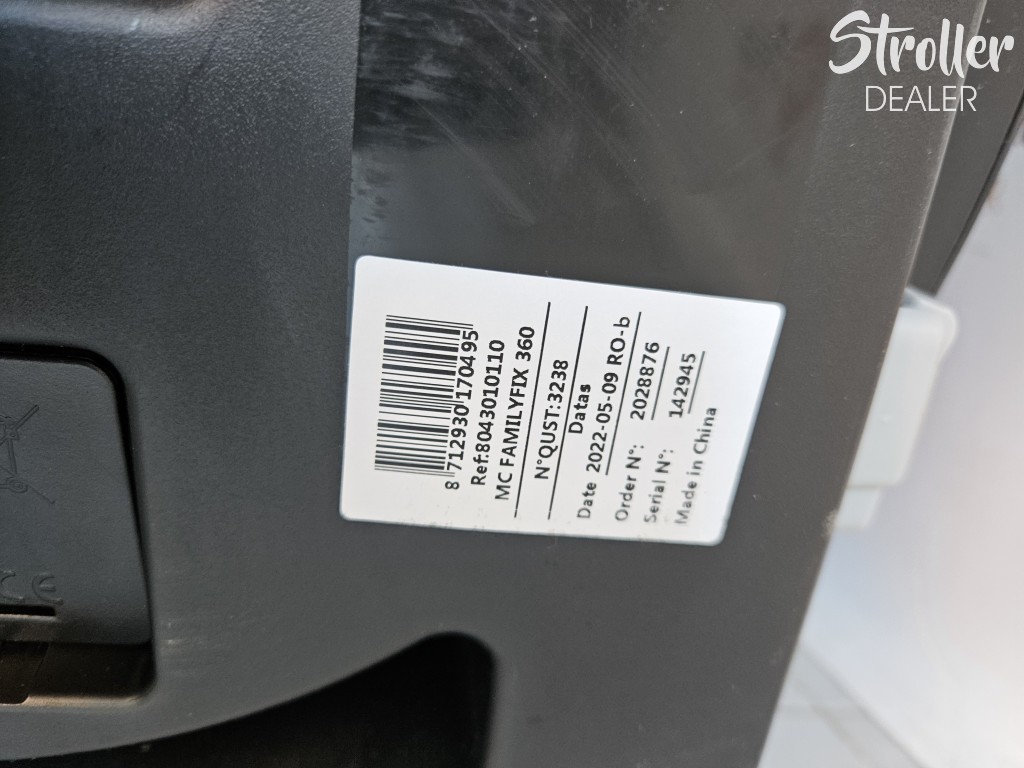 Stroller
DEALER
8 712930 170495
Ref:8043010110
MC FAMILYFIX 360
N°QUST:3238
Datas
Date 2022-05-09 RO.-b
Order N°: 2028876
Serial N°: 142945
Made in China
CE